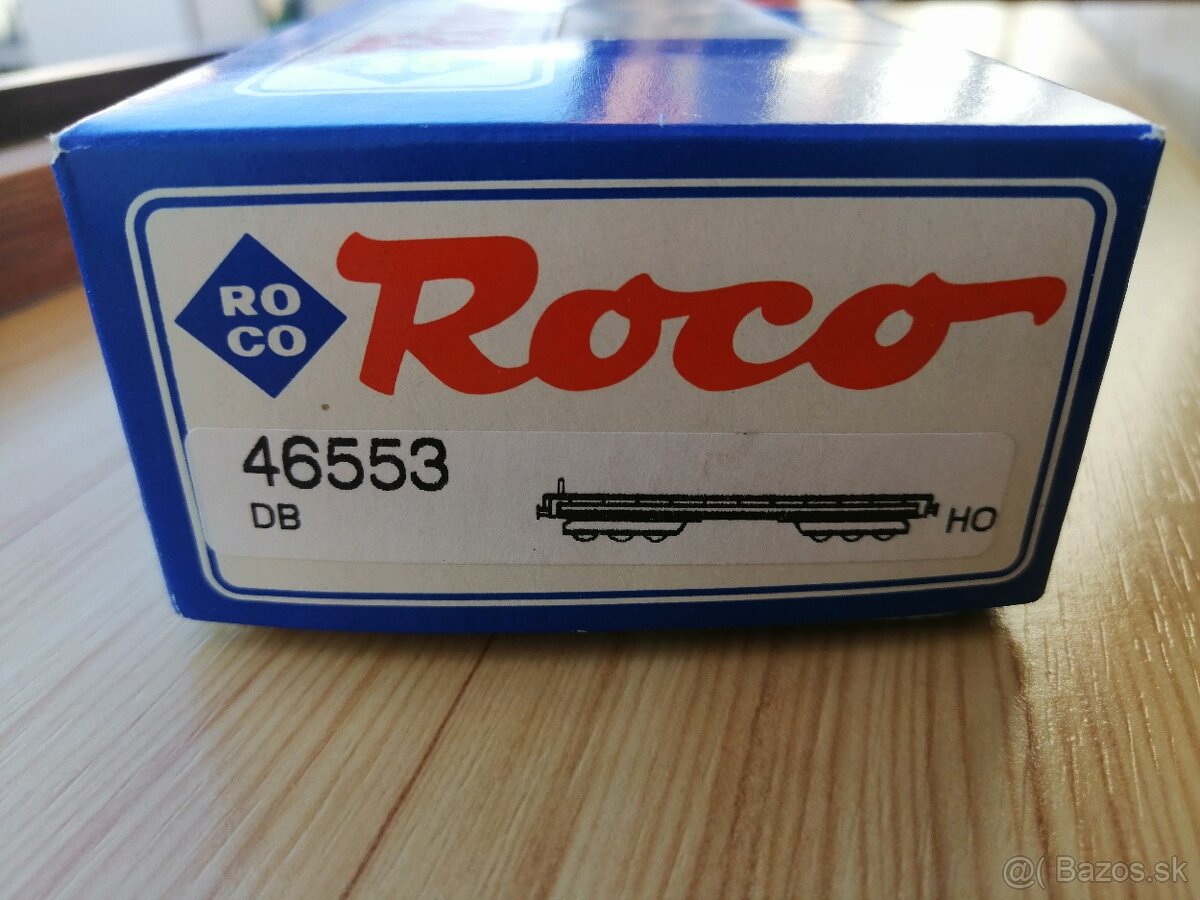 RO
CO
Roco
46553
DB
HO
@( Bazos.sk